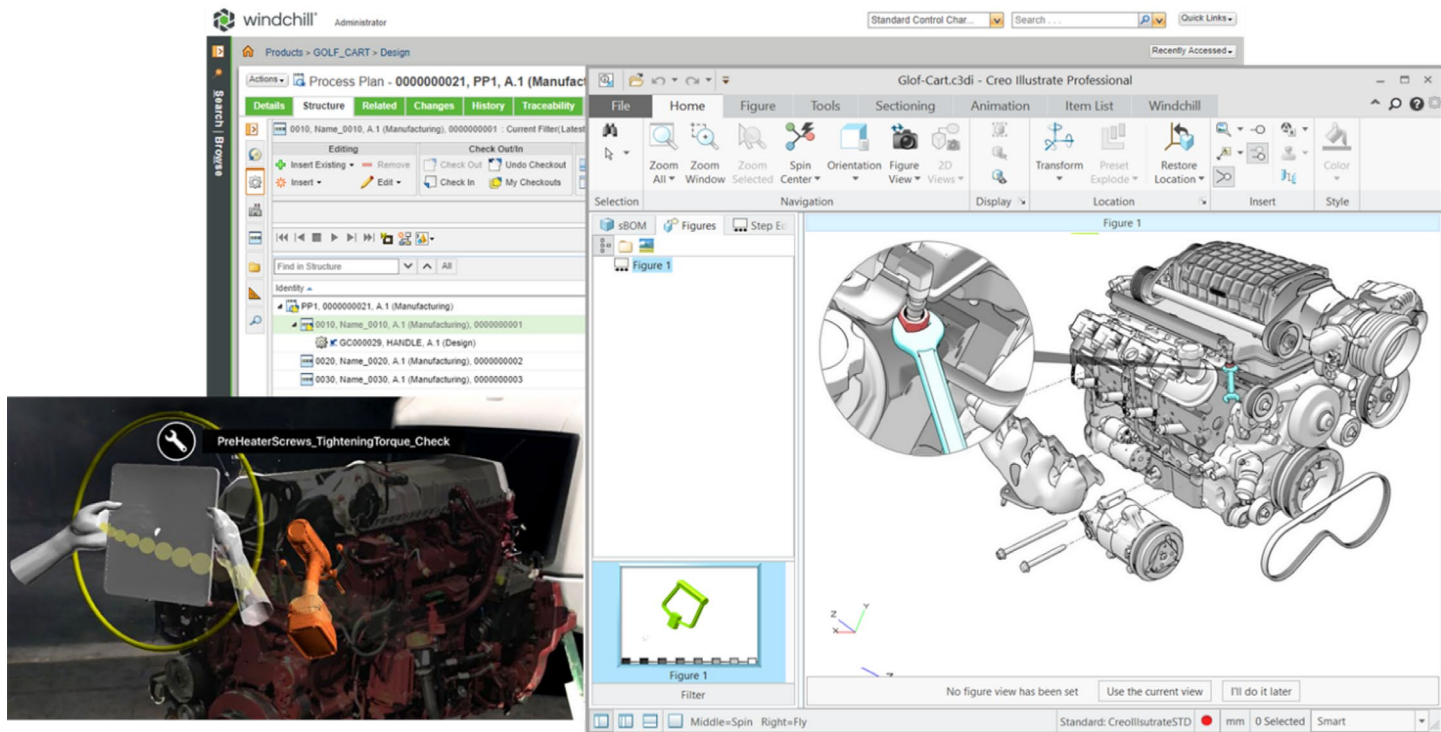 windchill Administrator
Standard Control Char...
Search . . .
Quick Links
Products > GOLF_CART > Design
Recently Accessed
Search | Browse
Actions
Process Plan - 0000000021, PP1, A.1 (Manufact
Details Structure Related Changes History Traceability
0010, Name_0010, A.1 (Manufacturing), 0000000001 : Current Filter(Latest
Editing
Check Out/In
Insert Existing Remove Check Out Undo Checkout
Insert Edit Check In My Checkouts
Find in Structure
All
Identity
PP1, 0000000021, A.1 (Manufacturing)
0010, Name_0010, A.1 (Manufacturing), 0000000001
GC000029, HANDLE, A.1 (Design)
0020, Name_0020, A.1 (Manufacturing), 0000000002
0030, Name_0030, A.1 (Manufacturing), 0000000003
PreHeaterScrews_TighteningTorque_Check
Glof-Cart.c3di - Creo Illustrate Professional
File Home Figure Tools Sectioning Animation Item List Windchill
Zoom All
Zoom Window
Zoom Selected
Spin Center
Orientation
Figure View
2D Views
Transform
Preset Explode
Restore Location
Color
Selection Navigation Display Location Insert Style
sBOM Figures Step Ed
Figure 1
Figure 1
Z
Y
X
Z
Figure 1
Filter
No figure view has been set
Use the current view
I'll do it later
Middle=Spin Right=Fly
Standard: CreoIllsutrateSTD
mm
0 Selected
Smart